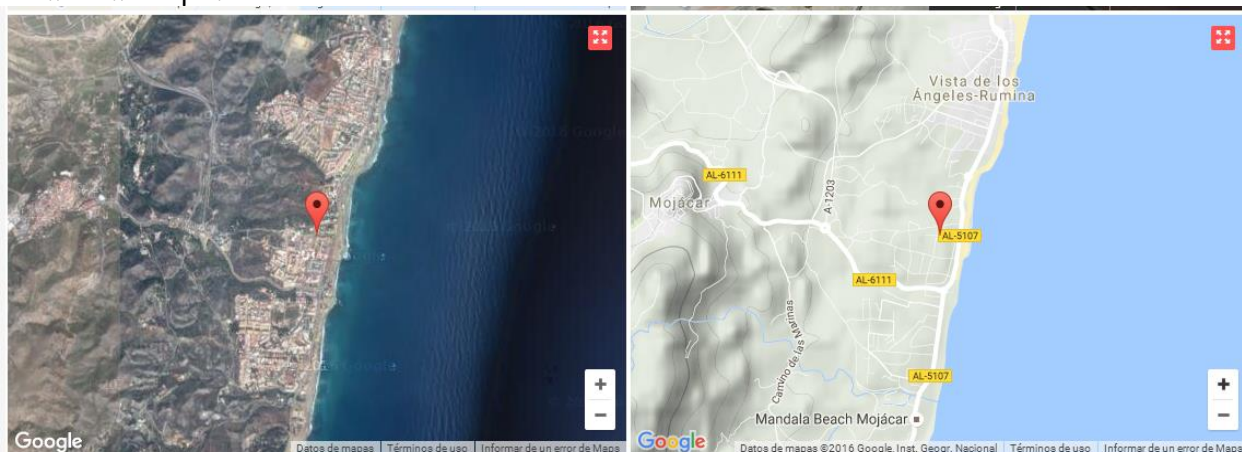 Google
Datos de mapas
Términos de uso
Informar de un error de Maps
Vista de los
Ángeles-Rumina
AL-6111
Mojácar
A-1203
AL-5107
AL-6111
Camino de las Marinas
AL-5107
Mandala Beach Mojácar
Google
Datos de mapas ©2016 Google, Inst. Geogr. Nacional
Términos de uso
Informar de un error de Maps